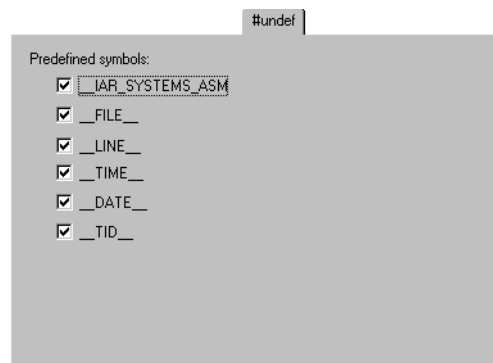 #undef
Predefined symbols:
__IAR_SYSTEMS_ASM
__FILE__
__LINE__
__TIME__
__DATE__
__TID__